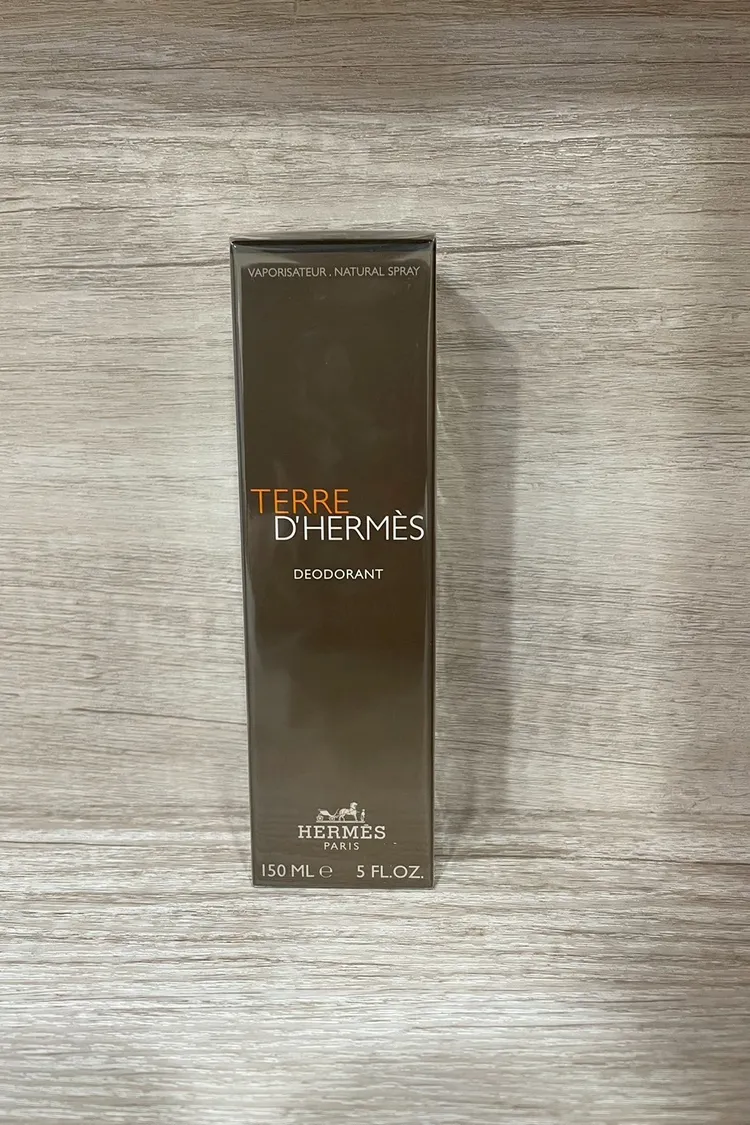 VAPORISATEUR . NATURAL SPRAY
TERRE
D'HERMÈS
DEODORANT
HERMÈS
PARIS
150 ML ℮ 5 FL.OZ.